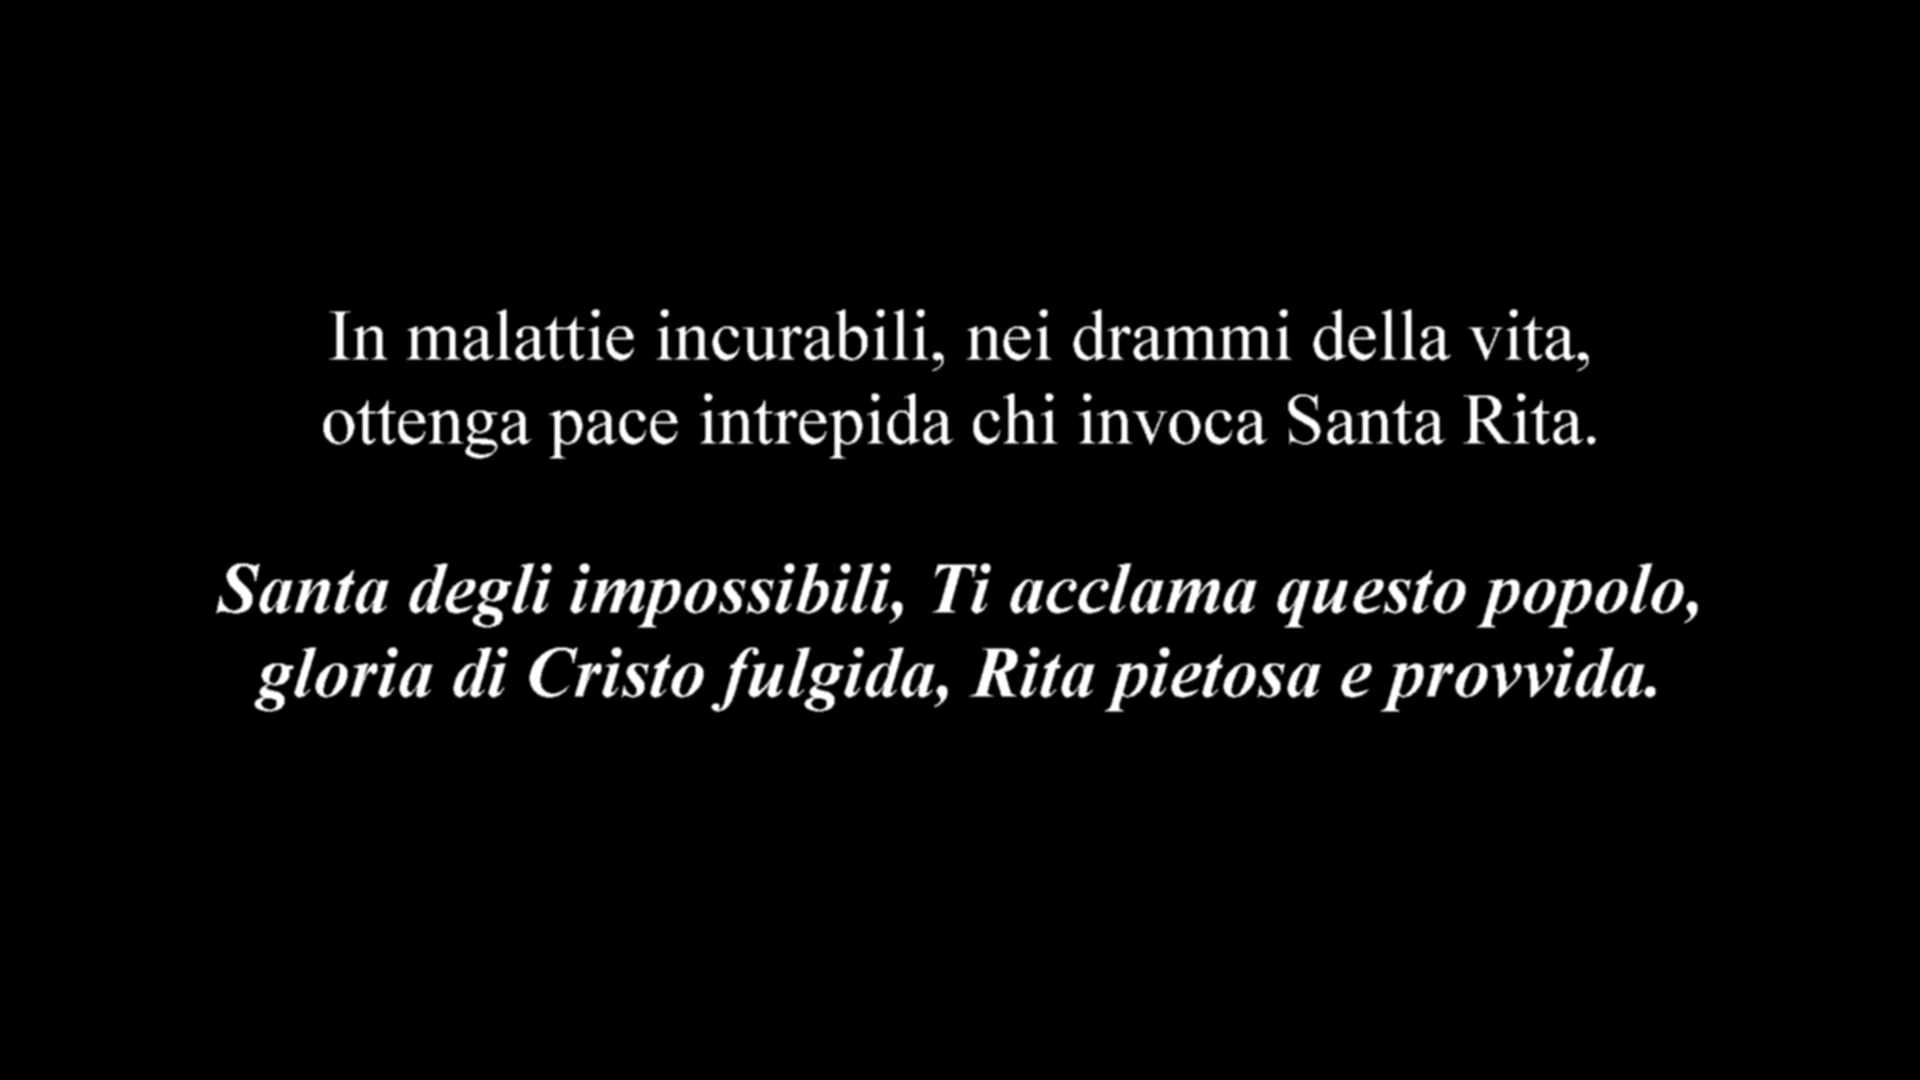 In malattie incurabili, nei drammi della vita,
ottenga pace intrepida chi invoca Santa Rita.
Santa degli impossibili, Ti acclama questo popolo,
gloria di Cristo fulgida, Rita pietosa e provvida.